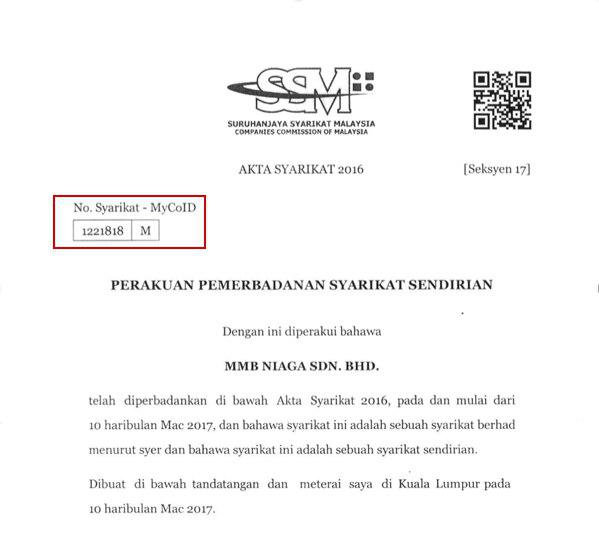 SSM
SURUHANJAYA SYARIKAT MALAYSIA
COMPANIES COMMISSION OF MALAYSIA
AKTA SYARIKAT 2016 [Seksyen 17]
No. Syarikat - MyCoID
1221818 M
PERAKUAN PEMERBADANAN SYARIKAT SENDIRIAN
Dengan ini diperakui bahawa
MMB NIAGA SDN. BHD.
telah diperbadankan di bawah Akta Syarikat 2016, pada dan mulai dari
10 haribulan Mac 2017, dan bahawa syarikat ini adalah sebuah syarikat berhad
menurut syer dan bahawa syarikat ini adalah sebuah syarikat sendirian.
Dibuat di bawah tandatangan dan meterai saya di Kuala Lumpur pada
10 haribulan Mac 2017.